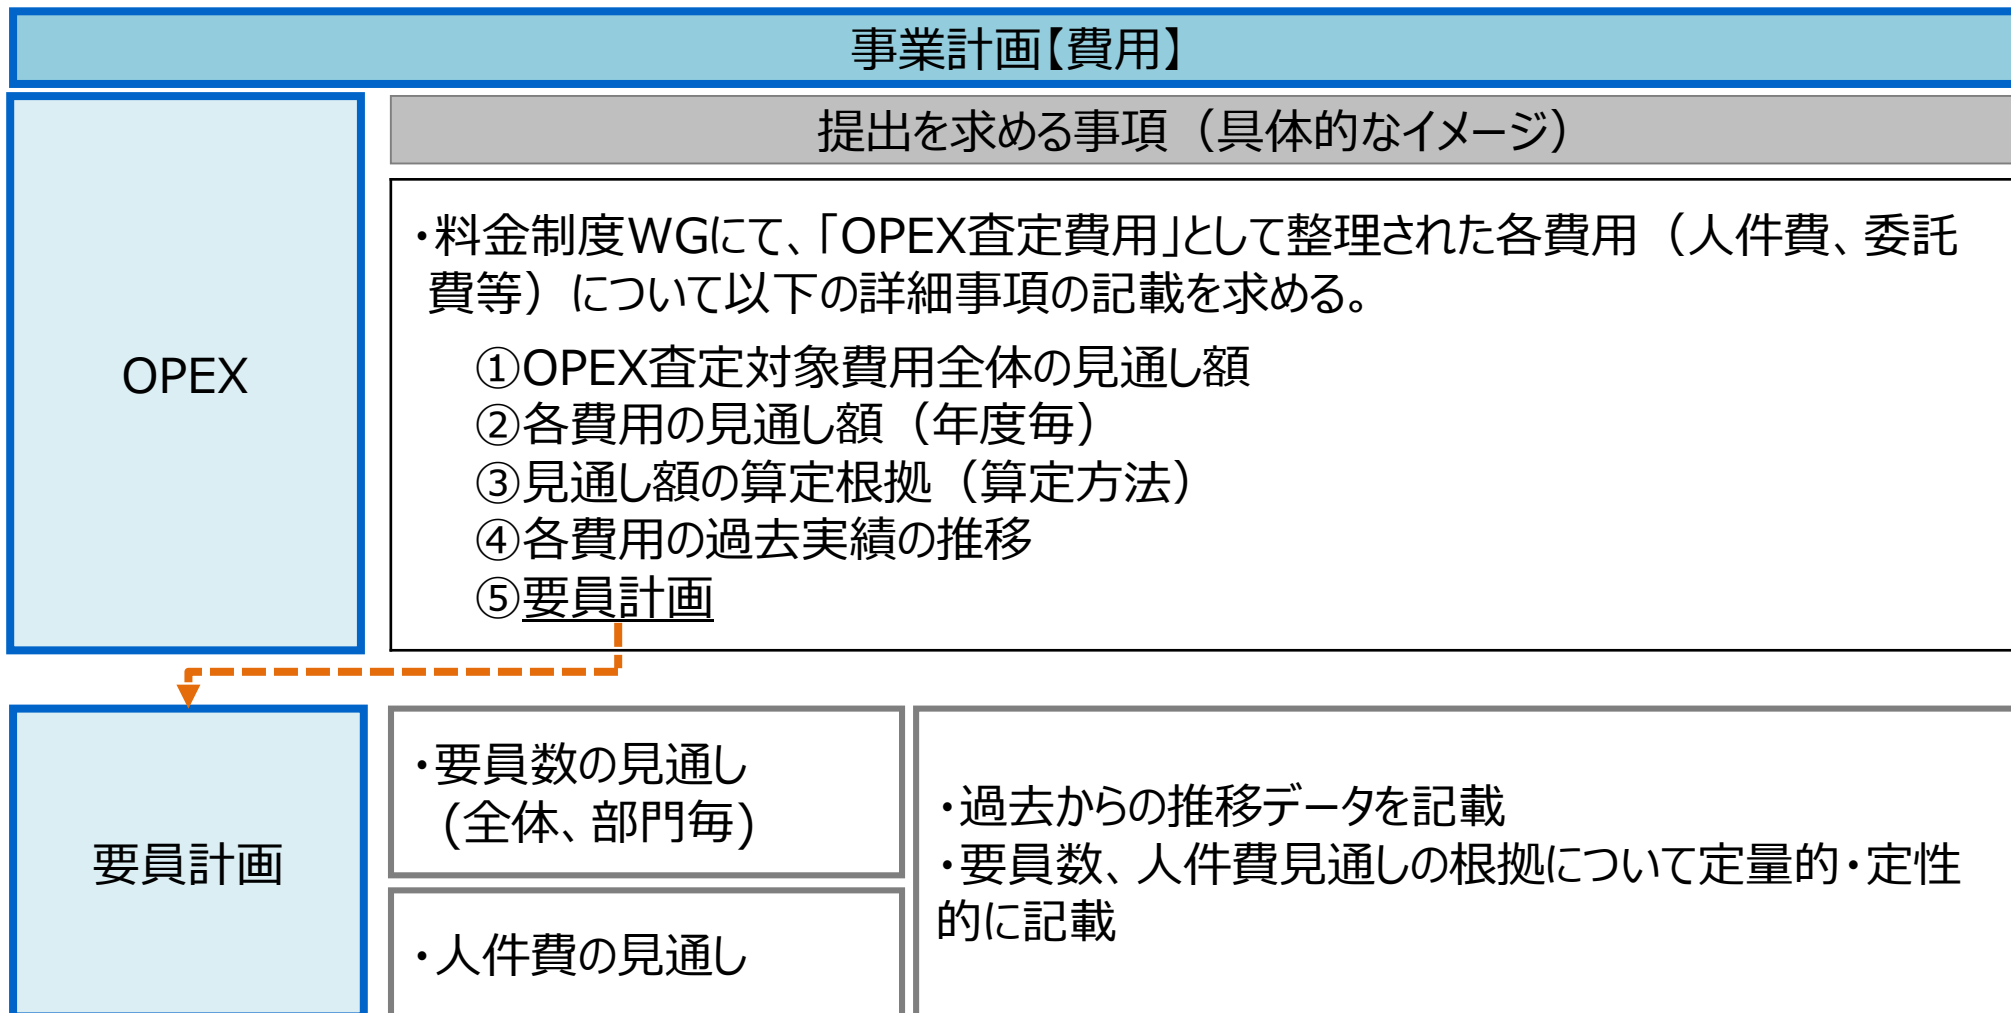 事業計画【費用】
OPEX
提出を求める事項（具体的なイメージ）
・料金制度WGにて、「OPEX査定費用」として整理された各費用（人件費、委託
費等）について以下の詳細事項の記載を求める。
①OPEX査定対象費用全体の見通し額
②各費用の見通し額（年度毎）
③見通し額の算定根拠（算定方法）
④各費用の過去実績の推移
⑤要員計画
要員計画
・要員数の見通し
(全体、部門毎)
・人件費の見通し
・過去からの推移データを記載
・要員数、人件費見通しの根拠について定量的・定性
的に記載